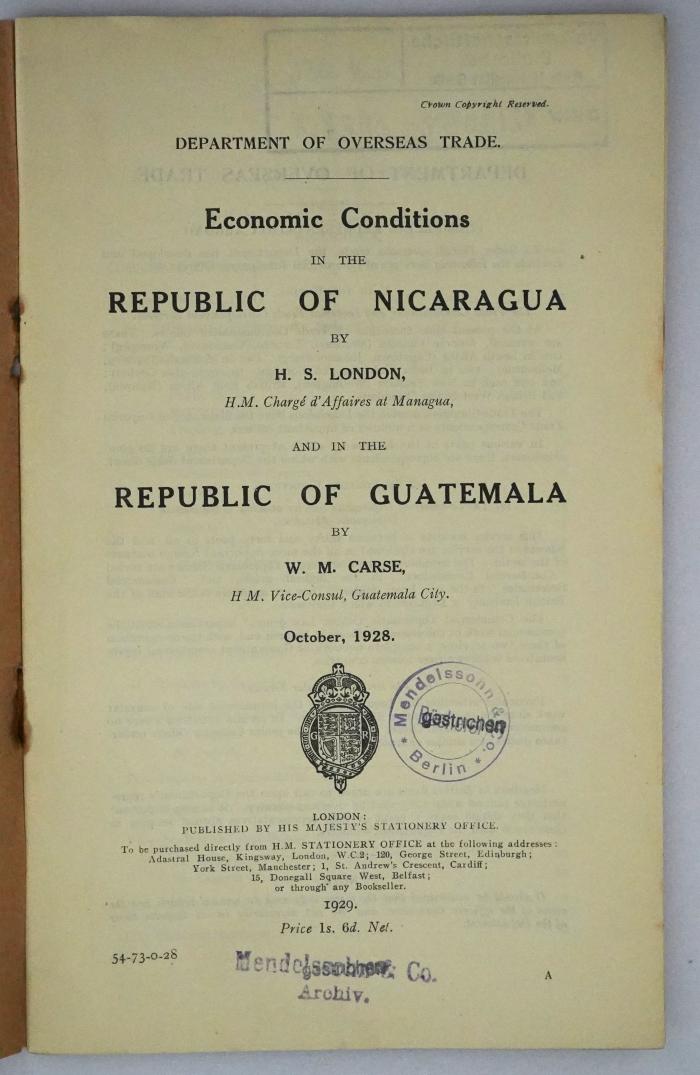 Crown Copyright Reserved.
DEPARTMENT OF OVERSEAS TRADE.
Economic Conditions
IN THE
REPUBLIC OF NICARAGUA
BY
H. S. LONDON,
H.M. Chargé d'Affaires at Managua,
AND IN THE
REPUBLIC OF GUATEMALA
BY
W. M. CARSE,
H M. Vice-Consul, Guatemala City.
October, 1928.
G R
* Mendelssohn & Co. *
gestrichen
Berlin
LONDON:
PUBLISHED BY HIS MAJESTY'S STATIONERY OFFICE.
To be purchased directly from H.M. STATIONERY OFFICE at the following addresses:
Adastral House, Kingsway, London, W.C.2; 120, George Street, Edinburgh;
York Street, Manchester; 1, St. Andrew's Crescent, Cardiff;
15, Donegall Square West, Belfast;
or through any Bookseller.
1929.
Price 1s. 6d. Net.
54-73-0-28
A
Mendelssohn & Co.
gestrichen
Archiv.